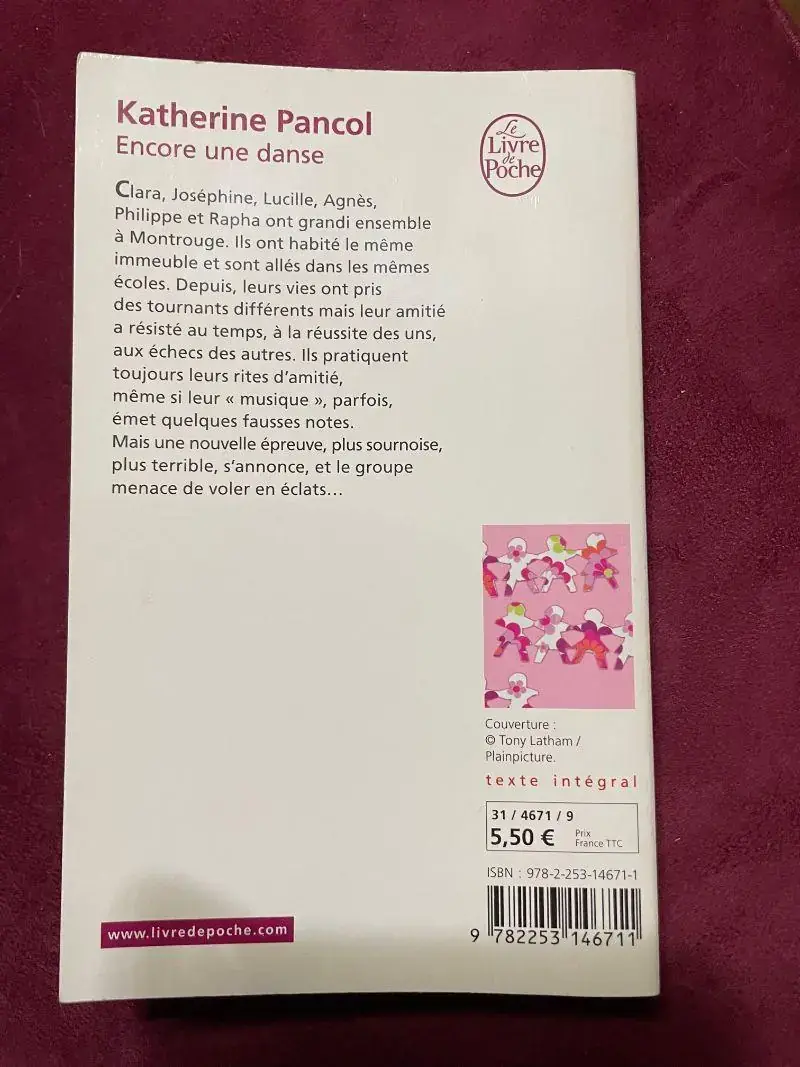 Katherine Pancol
Encore une danse
Le
Livre
de
Poche
Clara, Joséphine, Lucille, Agnès,
Philippe et Rapha ont grandi ensemble
à Montrouge. Ils ont habité le même
immeuble et sont allés dans les mêmes
écoles. Depuis, leurs vies ont pris
des tournants différents mais leur amitié
a résisté au temps, à la réussite des uns,
aux échecs des autres. Ils pratiquent
toujours leurs rites d'amitié,
même si leur « musique », parfois,
émet quelques fausses notes.
Mais une nouvelle épreuve, plus sournoise,
plus terrible, s'annonce, et le groupe
menace de voler en éclats...
Couverture :
© Tony Latham /
Plainpicture.
texte intégral
31 / 4671 / 9
5,50 € Prix
France TTC
ISBN : 978-2-253-14671-1
9 782253 146711
www.livredepoche.com